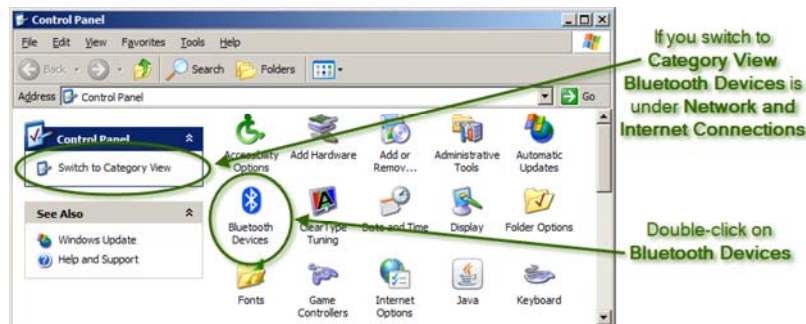 Control Panel
File Edit View Favorites Tools Help
Back Search Folders
Address Control Panel Go
Control Panel
Switch to Category View
See Also
Windows Update
Help and Support
Accessibility Options
Add Hardware
Add or Remov...
Administrative Tools
Automatic Updates
Bluetooth Devices
ClearType Tuning
Date and Time
Display
Folder Options
Fonts
Game Controllers
Internet Options
Java
Keyboard
If you switch to
Category View
Bluetooth Devices is
under Network and
Internet Connections
Double-click on
Bluetooth Devices